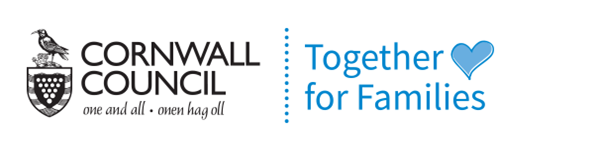 CORNWALL
COUNCIL
one and all • onen hag oll
Together
for Families